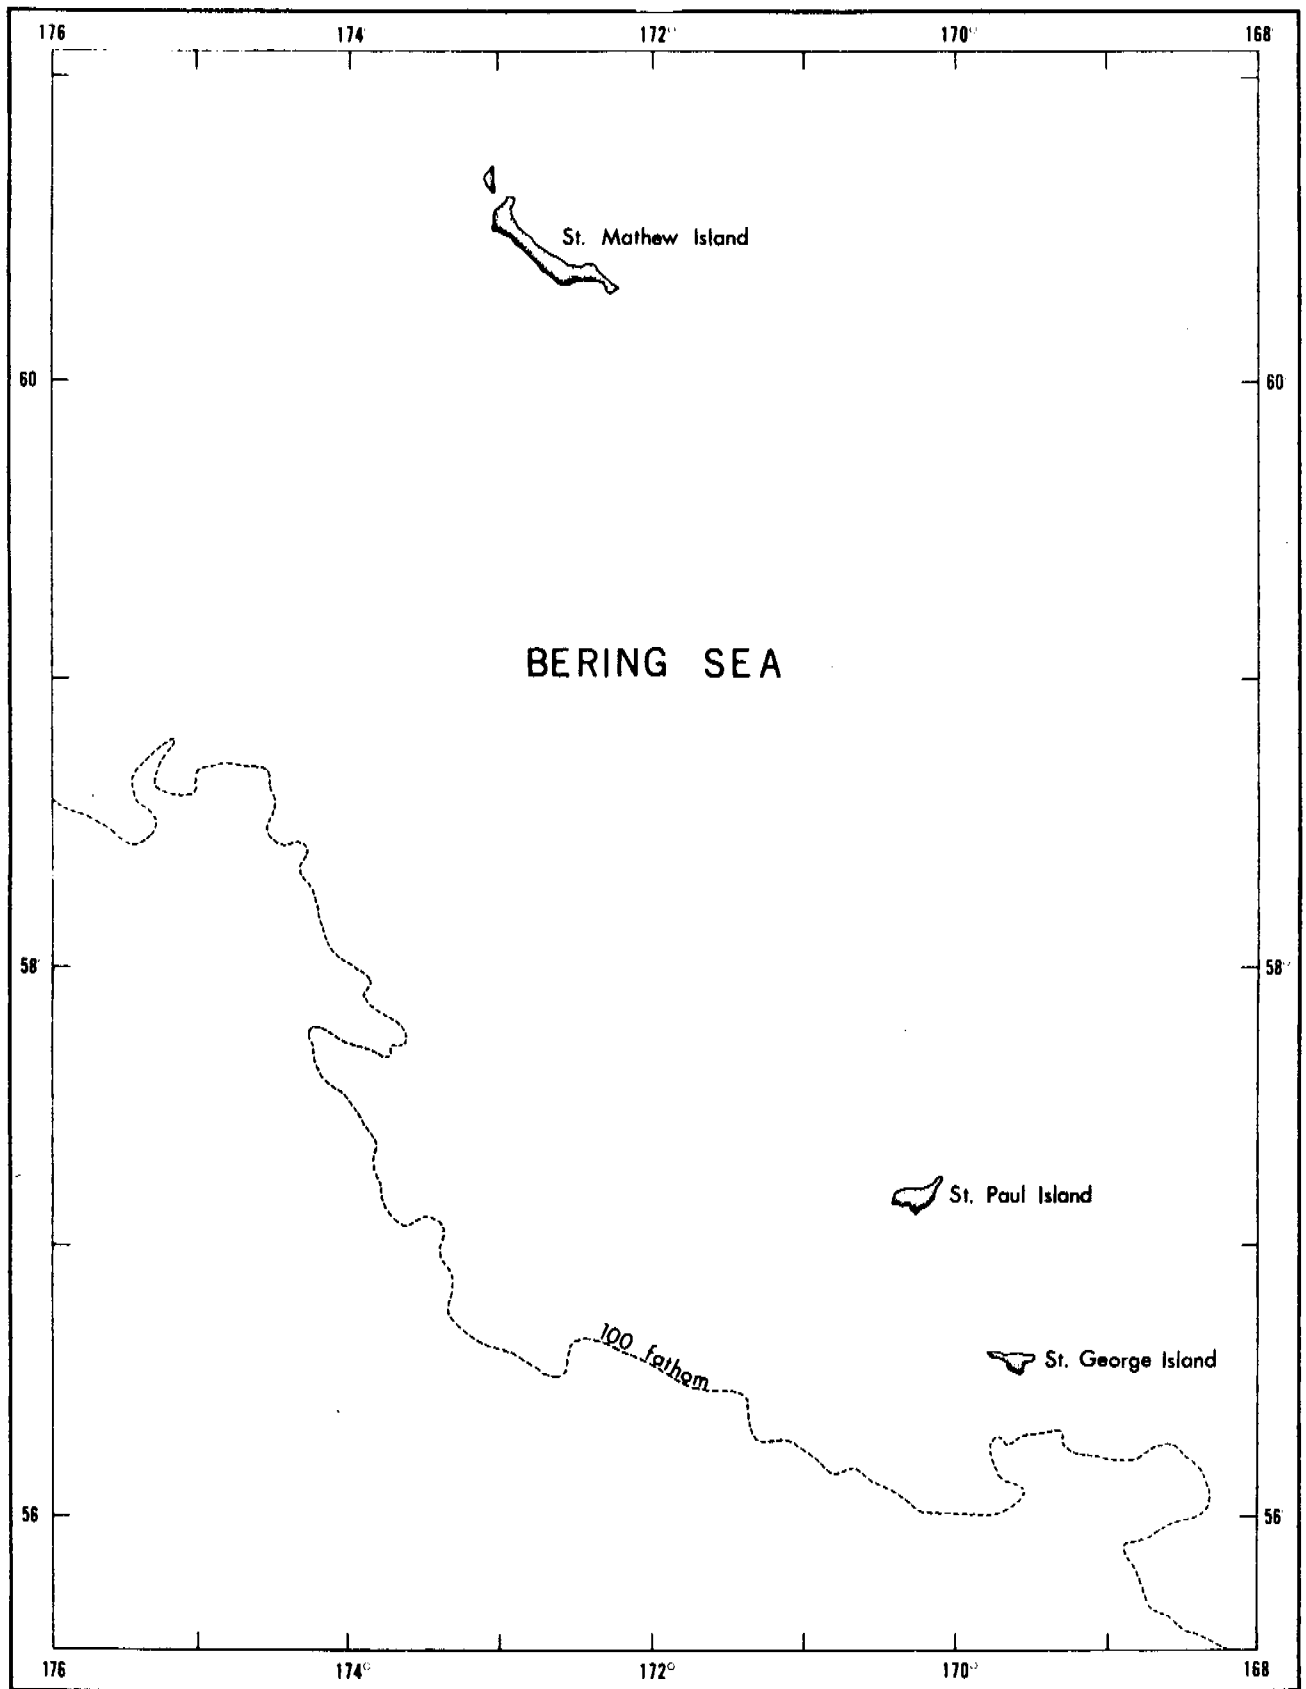 176 174 172° 170° 168
St. Mathew Island
60 60
BERING SEA
58 58°
St. Paul Island
100 fathom
St. George Island
56 56
176 174° 172° 170° 168